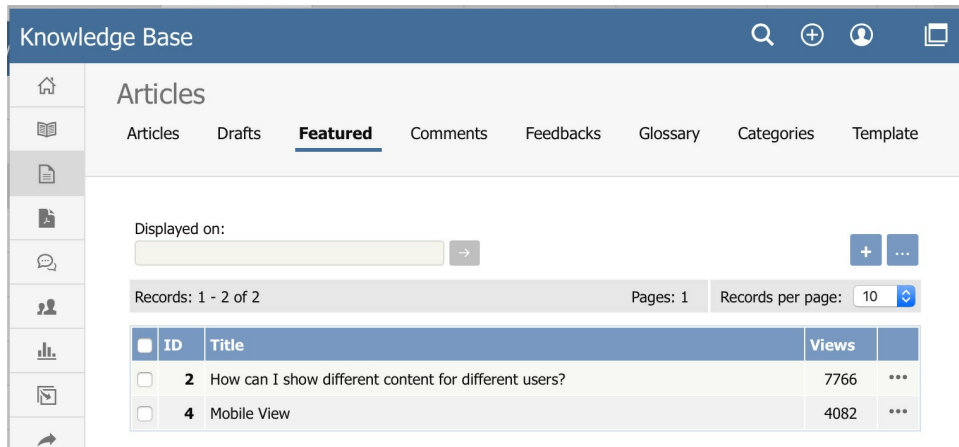 Knowledge Base
Articles
Articles Drafts Featured Comments Feedbacks Glossary Categories Template
Displayed on:
+ ...
Records: 1 - 2 of 2 Pages: 1 Records per page: 10
ID Title Views
2 How can I show different content for different users? 7766 •••
4 Mobile View 4082 •••